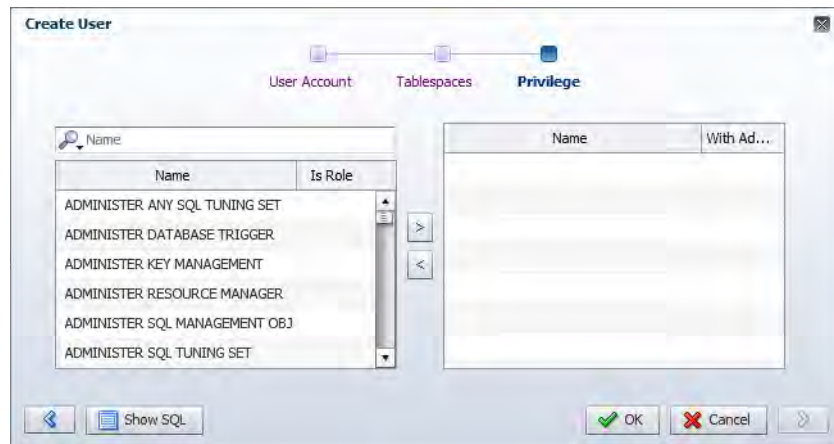 Create User
User Account Tablespaces Privilege
Name
Name Is Role
ADMINISTER ANY SQL TUNING SET
ADMINISTER DATABASE TRIGGER
ADMINISTER KEY MANAGEMENT
ADMINISTER RESOURCE MANAGER
ADMINISTER SQL MANAGEMENT OBJ
ADMINISTER SQL TUNING SET
>
<
Name With Ad...
Show SQL OK Cancel